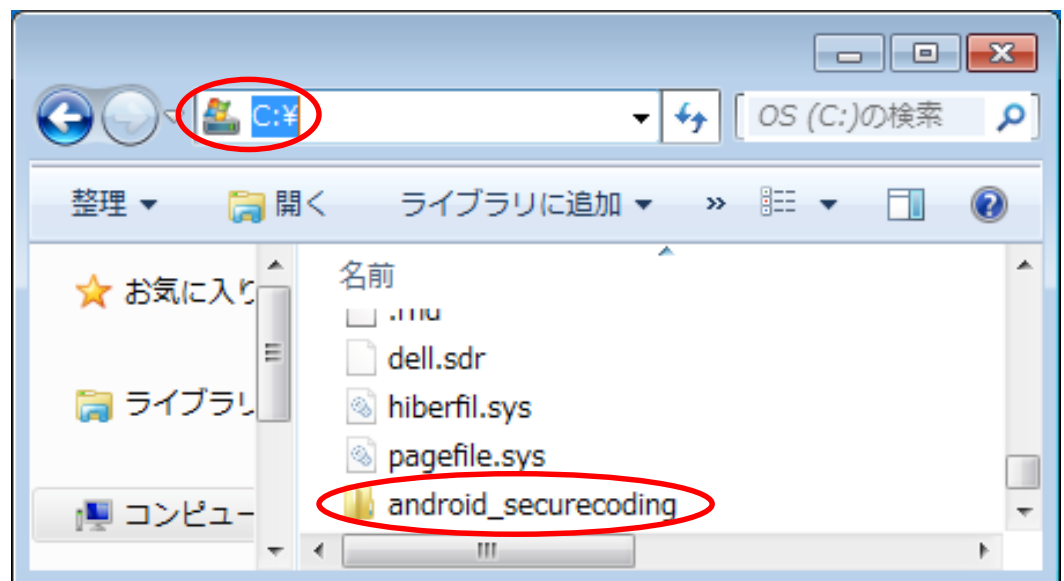 C:¥
OS (C:)の検索
整理 開く ライブラリに追加 »
お気に入り
名前
dell.sdr
ライブラリ
hiberfil.sys
pagefile.sys
コンピュー
android_securecoding